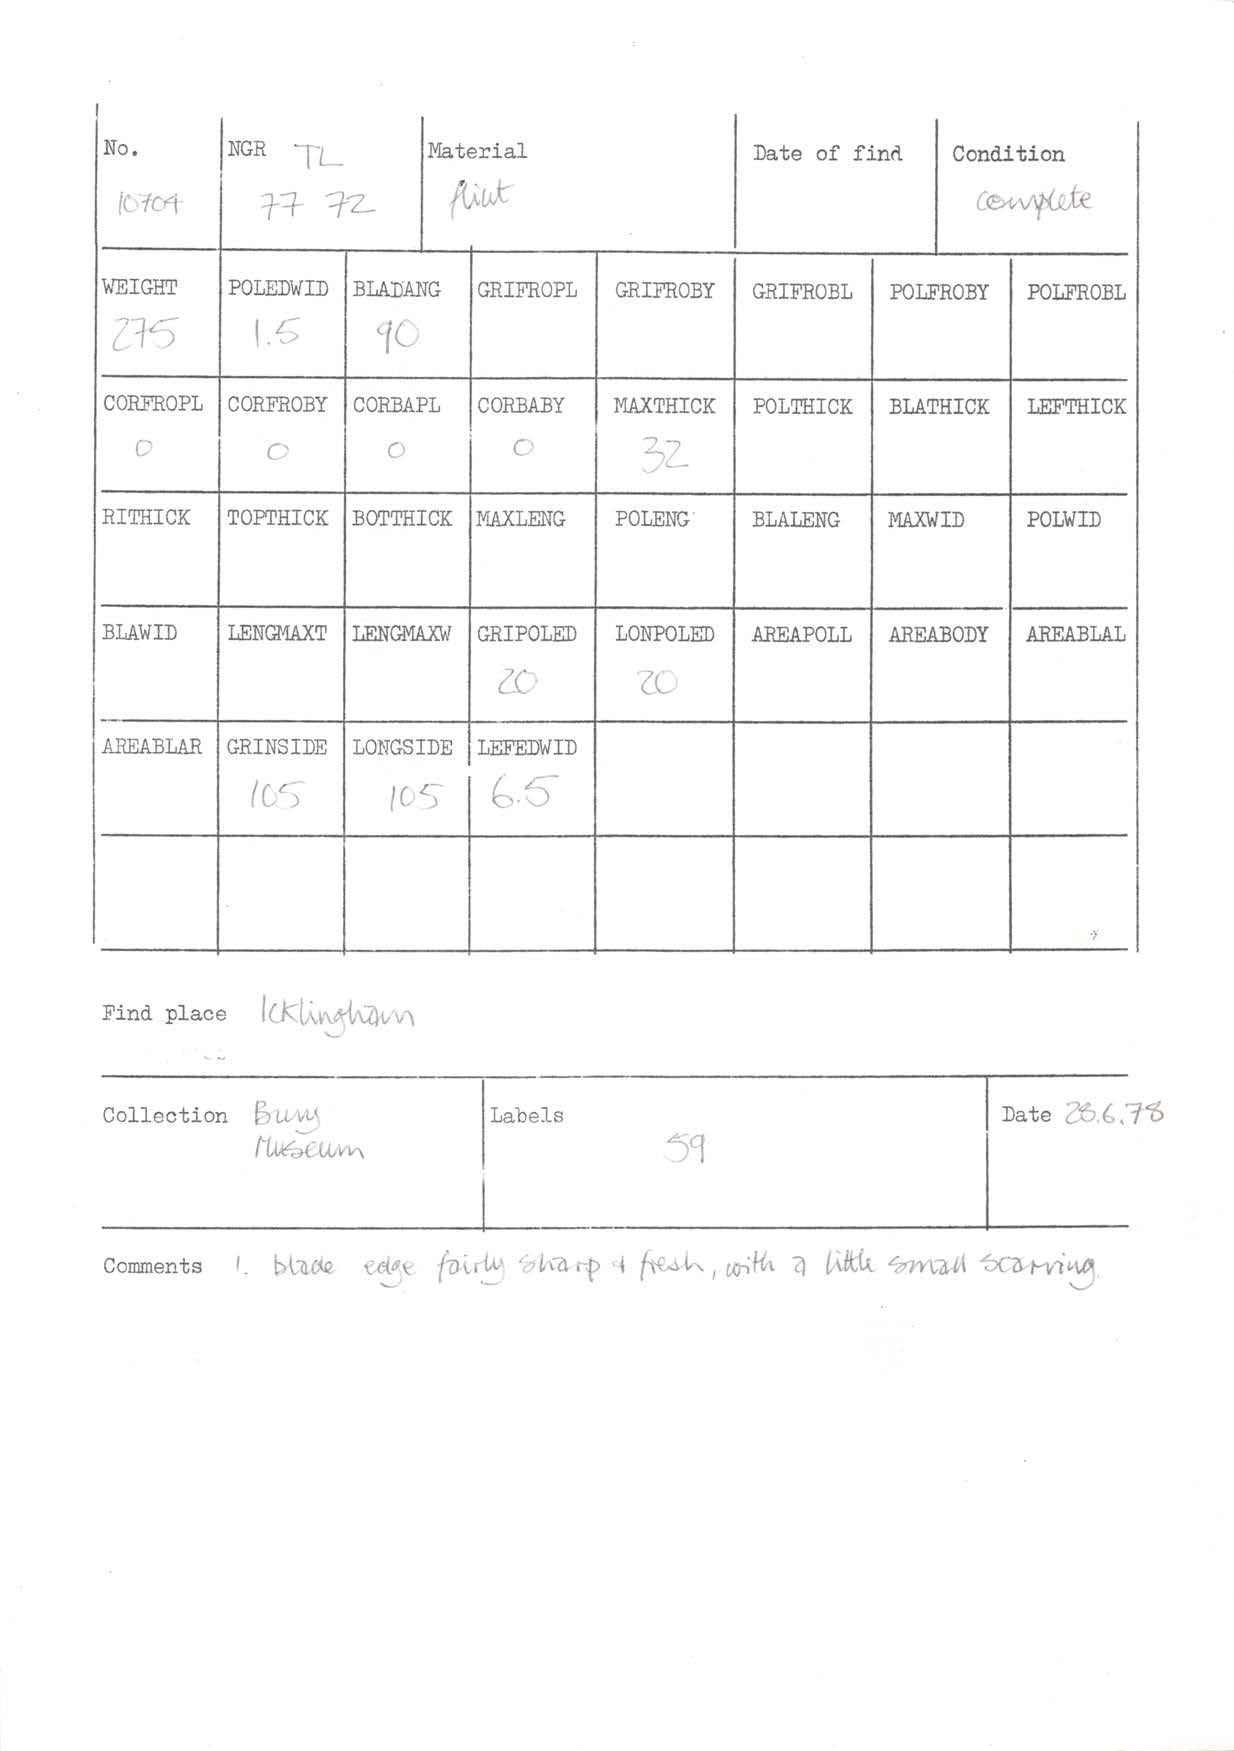 No. NGR TL Material Date of find Condition
10704 77 72 flint complete
WEIGHT POLEDWID BLADANG GRIFROPL GRIFROBY GRIFROBL POLFROBY POLFROBL
275 1.5 90
CORFROPL CORFROBY CORBAPL CORBABY MAXTHICK POLTHICK BLATHICK LEFTHICK
0 0 0 0 32
RITHICK TOPTHICK BOTTHICK MAXLENG POLENG BLALENG MAXWID POLWID
BLAWID LENGMAXT LENGMAXW GRIPOLED LONPOLED AREAPOLL AREABODY AREABLAL
20 20
AREABLAR GRINSIDE LONGSIDE LEFEDWID
105 105 6.5
Find place Icklingham
Collection Bury Labels Date 28.6.78
Museum 59
Comments 1. blade edge fairly sharp & fresh, with a little small scarring.